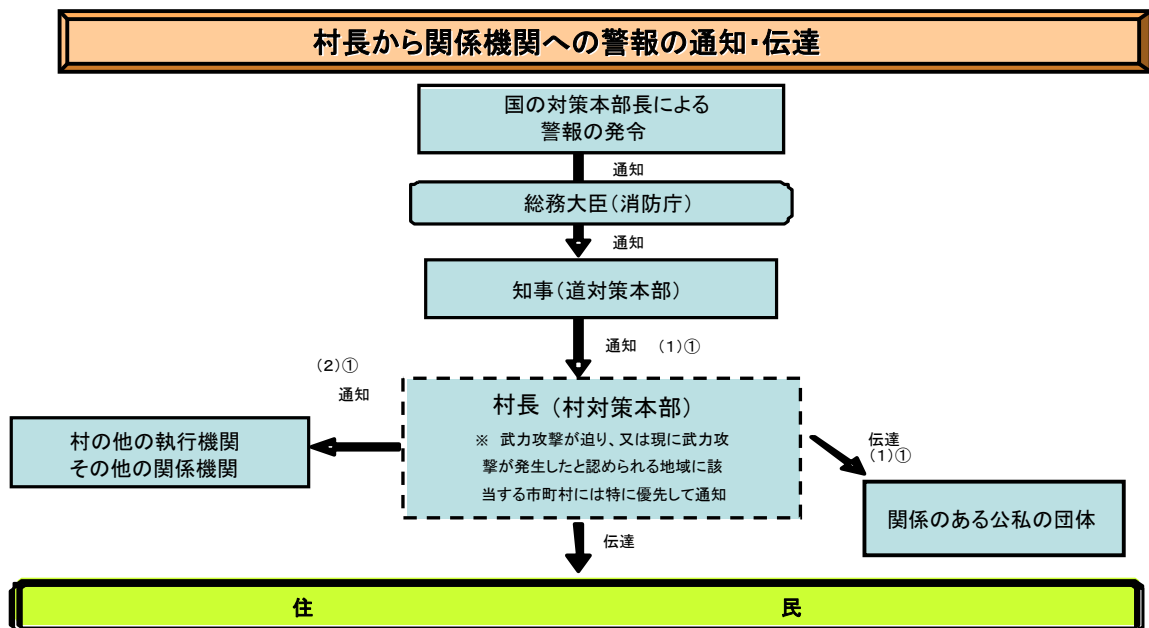 村長から関係機関への警報の通知・伝達
国の対策本部長による
警報の発令
通知
総務大臣(消防庁)
通知
知事(道対策本部)
通知 (1)①
(2)①
通知
村長(村対策本部)
※ 武力攻撃が迫り、又は現に武力攻
撃が発生したと認められる地域に該
当する市町村には特に優先して通知
村の他の執行機関
その他の関係機関
伝達
(1)①
関係のある公私の団体
伝達
住 民